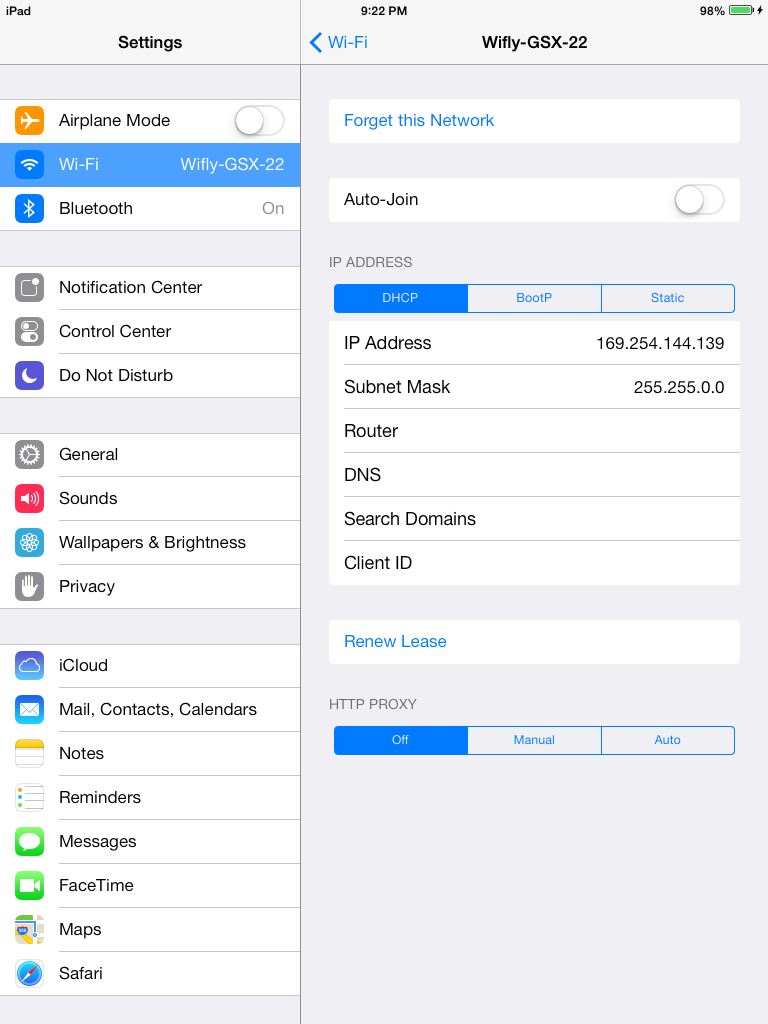 iPad 9:22 PM 98%
Settings
Wi-Fi Wifly-GSX-22
Airplane Mode
Wi-Fi Wifly-GSX-22
Bluetooth On
Notification Center
Control Center
Do Not Disturb
General
Sounds
Wallpapers & Brightness
Privacy
iCloud
Mail, Contacts, Calendars
Notes
Reminders
Messages
FaceTime
Maps
Safari
Forget this Network
Auto-Join
IP ADDRESS
DHCP BootP Static
IP Address 169.254.144.139
Subnet Mask 255.255.0.0
Router
DNS
Search Domains
Client ID
Renew Lease
HTTP PROXY
Off Manual Auto